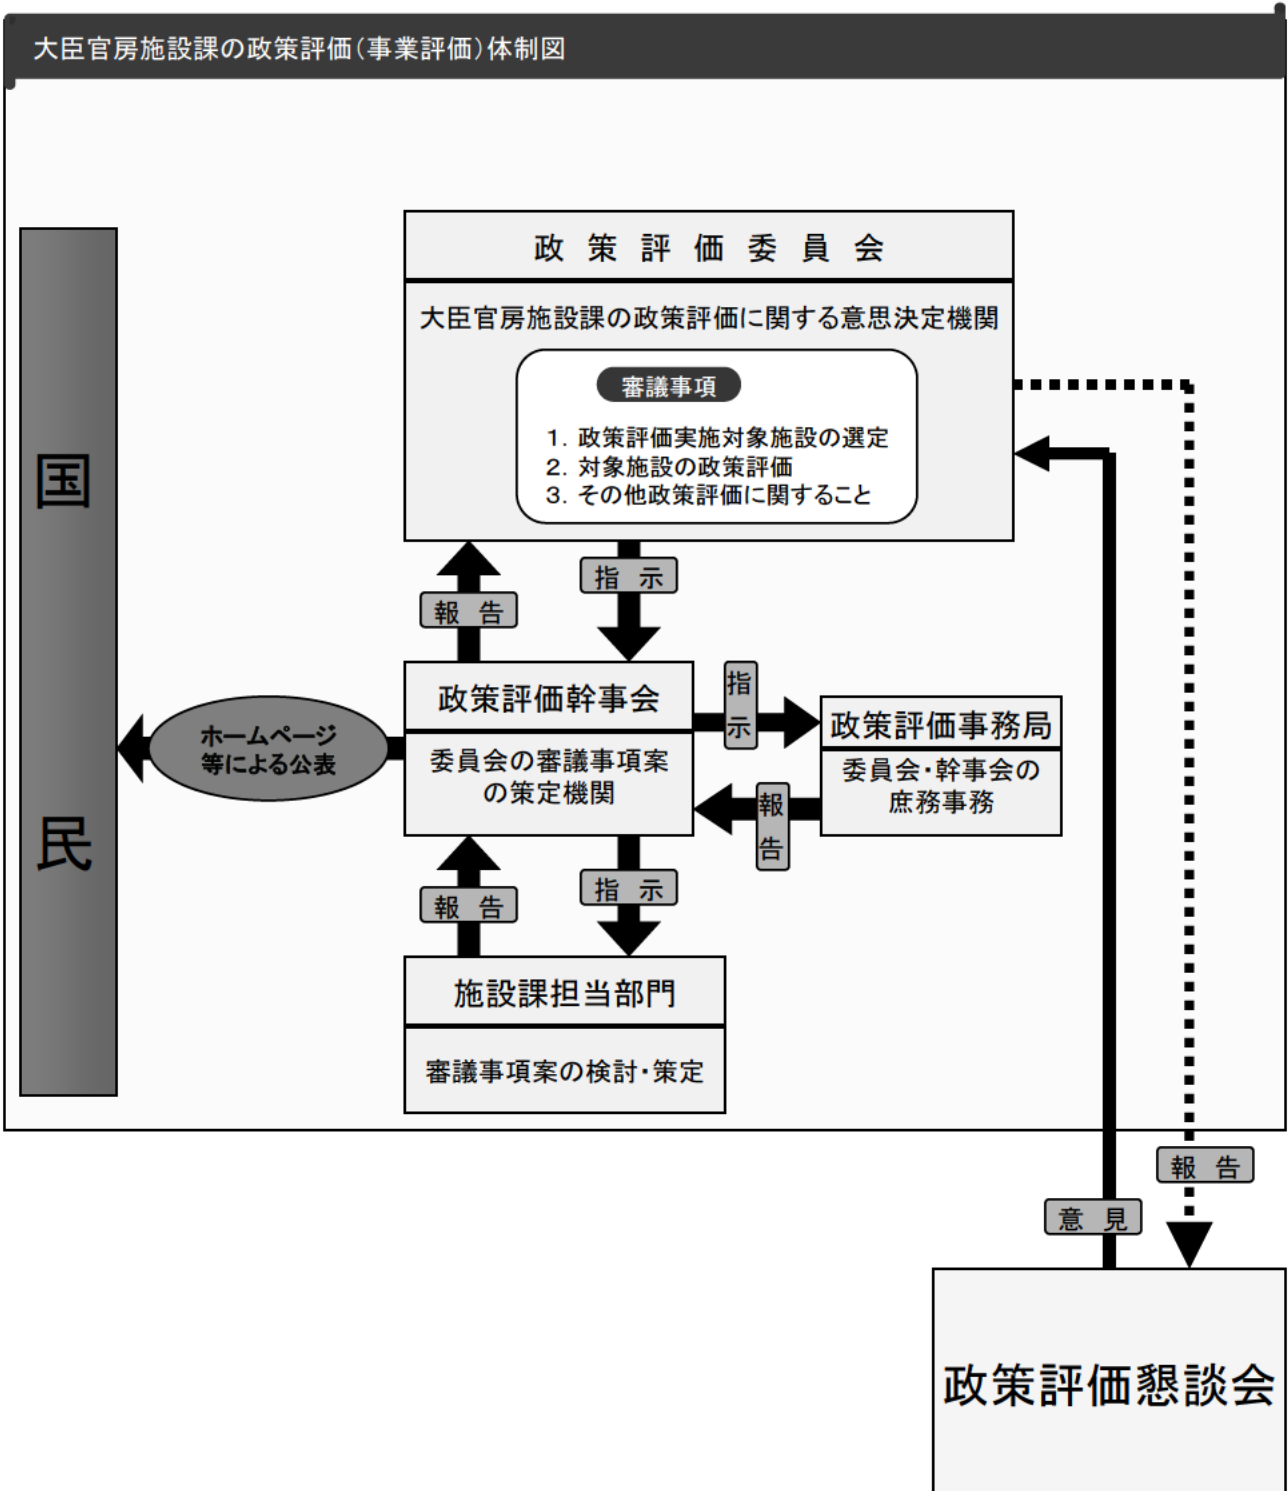 大臣官房施設課の政策評価(事業評価)体制図
政策評価委員会
大臣官房施設課の政策評価に関する意思決定機関
審議事項
1. 政策評価実施対象施設の選定
2. 対象施設の政策評価
3. その他政策評価に関すること
国民
報告
指示
政策評価幹事会
委員会の審議事項案
の策定機関
ホームページ
等による公表
指示
報告
政策評価事務局
委員会・幹事会の
庶務事務
報告
指示
施設課担当部門
審議事項案の検討・策定
報告
意見
政策評価懇談会